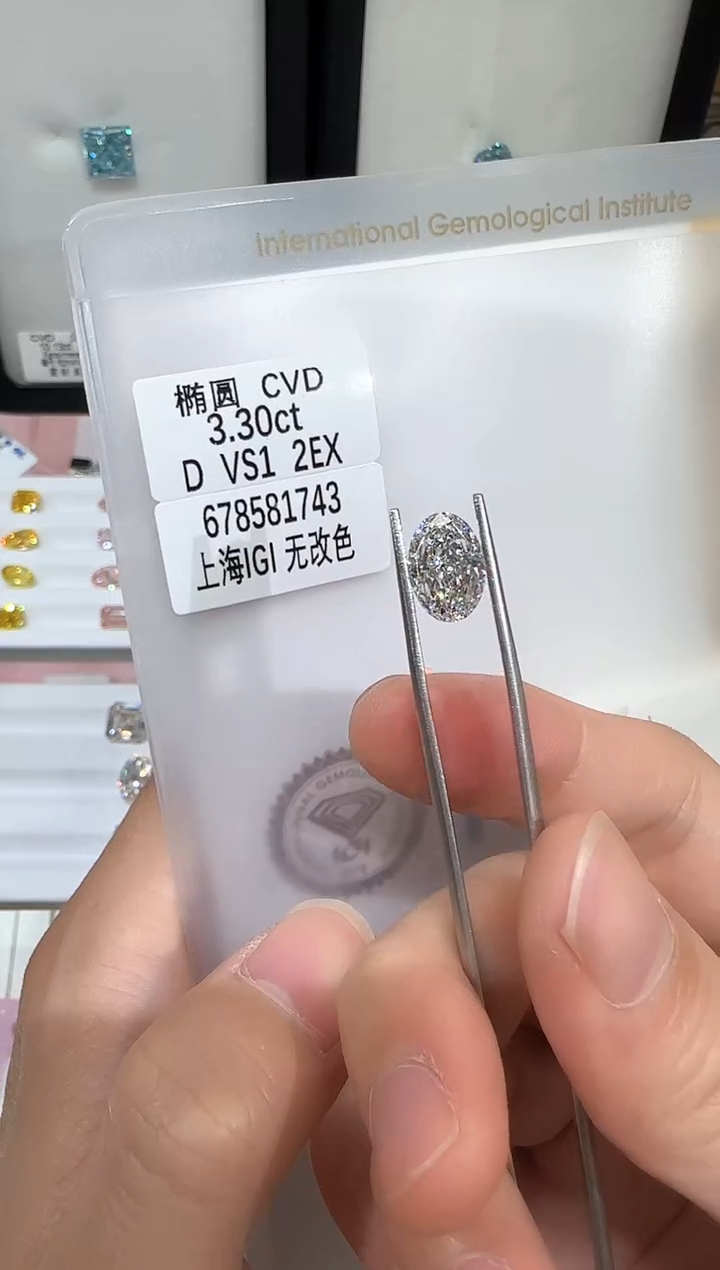 International Gemological Institute
椭圆 CVD
3.30ct
D VS1 2EX
678581743
上海IGI 无改色
CVD